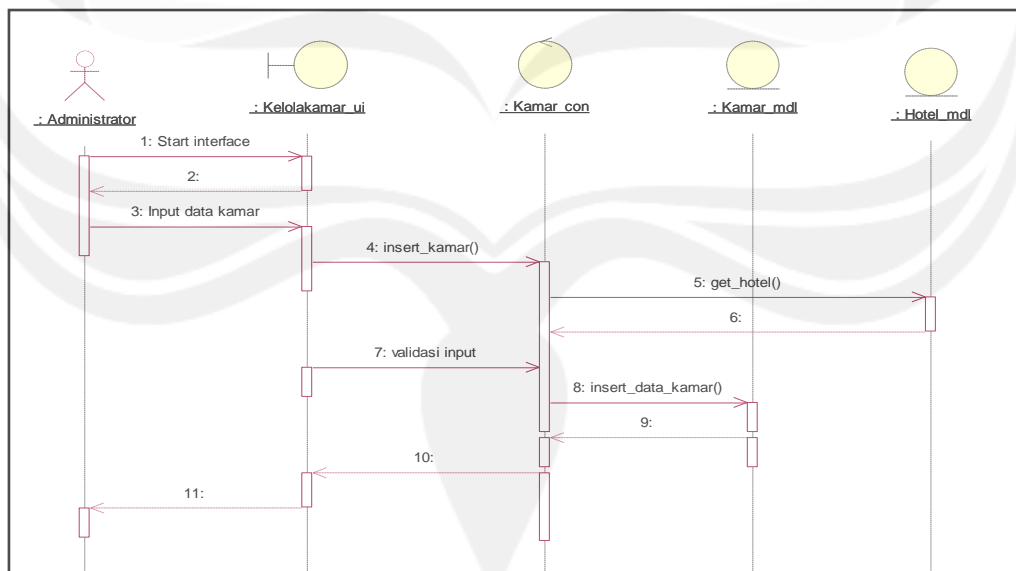 : Administrator
: Kelolakamar_ui
: Kamar_con
: Kamar_mdl
: Hotel_mdl
1: Start interface
2:
3: Input data kamar
4: insert_kamar()
5: get_hotel()
6:
7: validasi input
8: insert_data_kamar()
9:
10:
11: